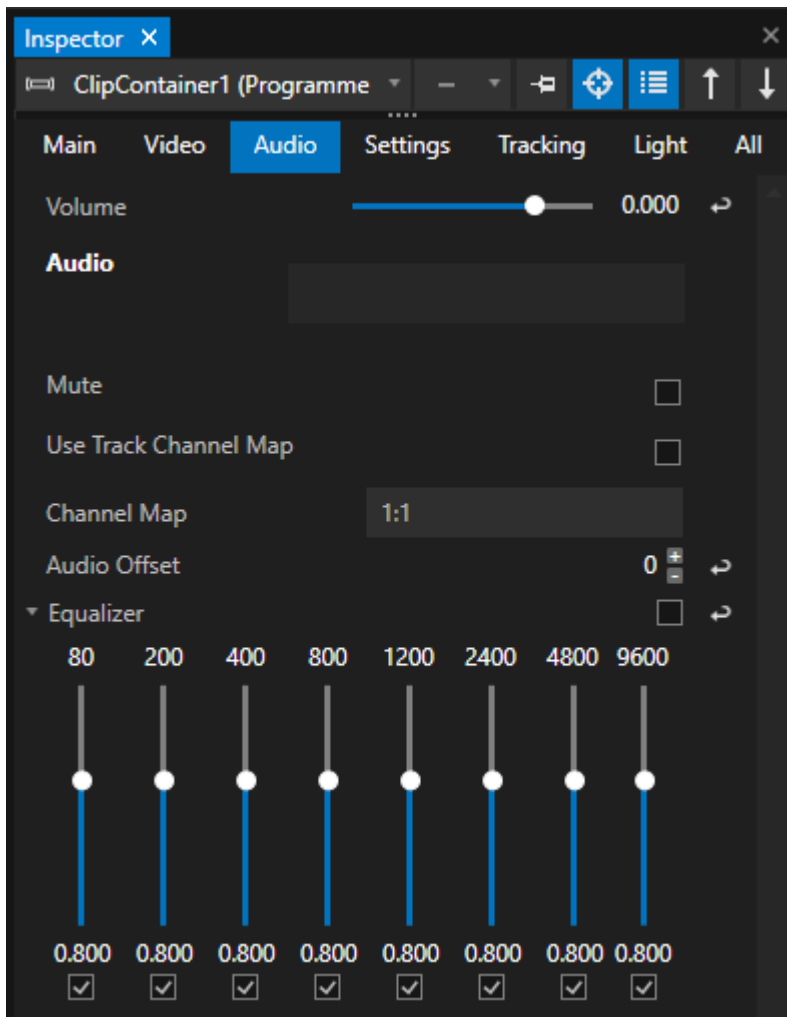 Inspector
ClipContainer1 (Programme
Main Video Audio Settings Tracking Light All
Volume 0.000
Audio
Mute
Use Track Channel Map
Channel Map 1:1
Audio Offset 0
Equalizer
80 200 400 800 1200 2400 4800 9600
0.800 0.800 0.800 0.800 0.800 0.800 0.800 0.800